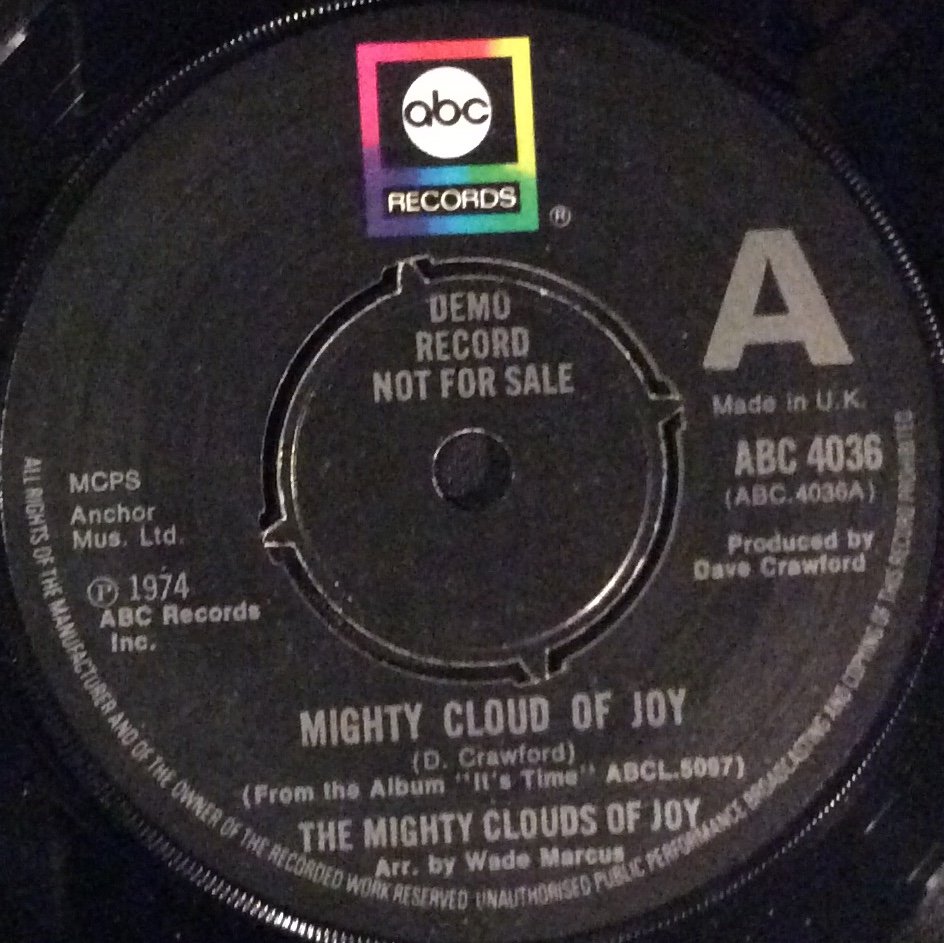 abc
RECORDS
®
DEMO
RECORD
NOT FOR SALE
A
Made in U.K.
ABC 4036
(ABC.4036A)
Produced by
Dave Crawford
MCPS
Anchor
Mus. Ltd.
℗ 1974
ABC Records
Inc.
MIGHTY CLOUD OF JOY
(D. Crawford)
(From the Album "It's Time" ABCL.5097)
THE MIGHTY CLOUDS OF JOY
Arr. by Wade Marcus
ALL RIGHTS OF THE MANUFACTURER AND OF THE OWNER OF THE RECORDED WORK RESERVED UNAUTHORISED PUBLIC PERFORMANCE BROADCASTING AND COPYING OF THIS RECORD PROHIBITED